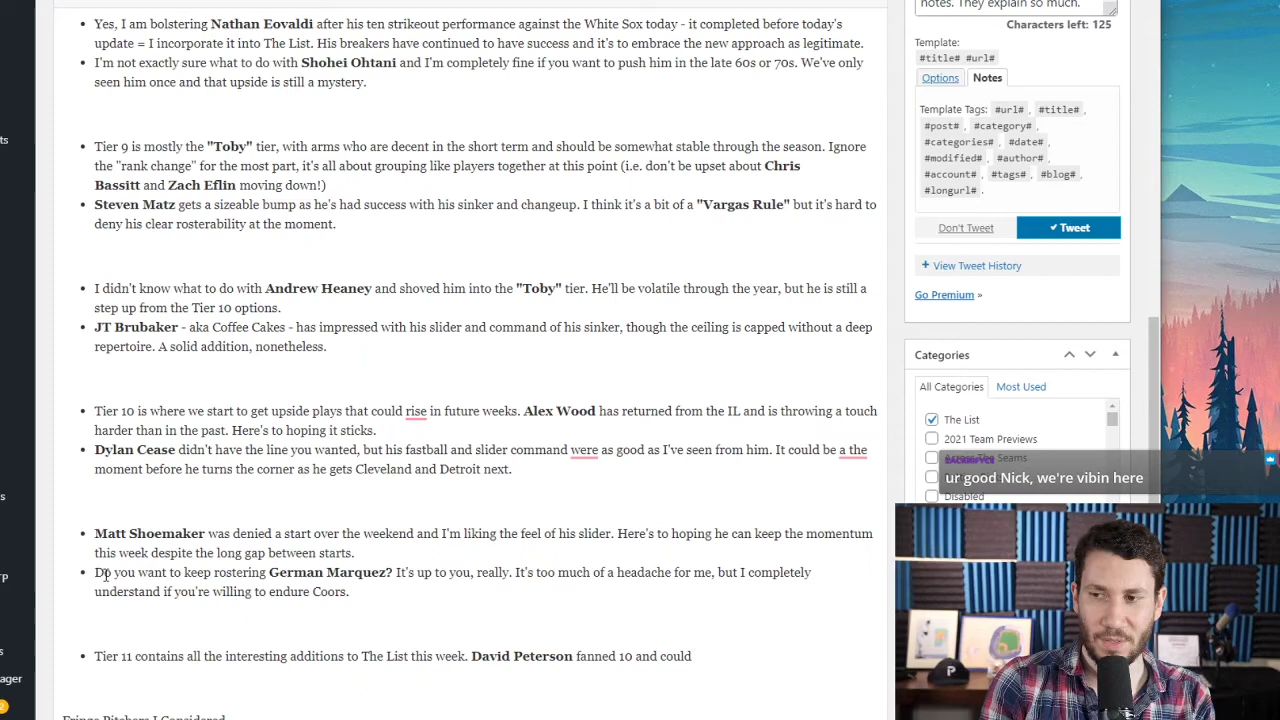 Yes, I am bolstering Nathan Eovaldi after his ten strikeout performance against the White Sox today - it completed before today's
update = I incorporate it into The List. His breakers have continued to have success and it's to embrace the new approach as legitimate.
I'm not exactly sure what to do with Shohei Ohtani and I'm completely fine if you want to push him in the late 60s or 70s. We've only
seen him once and that upside is still a mystery.
Tier 9 is mostly the "Toby" tier, with arms who are decent in the short term and should be somewhat stable through the season. Ignore
the "rank change" for the most part, it's all about grouping like players together at this point (i.e. don't be upset about Chris
Bassitt and Zach Eflin moving down!)
Steven Matz gets a sizeable bump as he's had success with his sinker and changeup. I think it's a bit of a "Vargas Rule" but it's hard to
deny his clear rosterability at the moment.
I didn't know what to do with Andrew Heaney and shoved him into the "Toby" tier. He'll be volatile through the year, but he is still a
step up from the Tier 10 options.
JT Brubaker - aka Coffee Cakes - has impressed with his slider and command of his sinker, though the ceiling is capped without a deep
repertoire. A solid addition, nonetheless.
Tier 10 is where we start to get upside plays that could rise in future weeks. Alex Wood has returned from the IL and is throwing a touch
harder than in the past. Here's to hoping it sticks.
Dylan Cease didn't have the line you wanted, but his fastball and slider command were as good as I've seen from him. It could be a the
moment before he turns the corner as he gets Cleveland and Detroit next.
Matt Shoemaker was denied a start over the weekend and I'm liking the feel of his slider. Here's to hoping he can keep the momentum
this week despite the long gap between starts.
Do you want to keep rostering German Marquez? It's up to you, really. It's too much of a headache for me, but I completely
understand if you're willing to endure Coors.
Tier 11 contains all the interesting additions to The List this week. David Peterson fanned 10 and could
Fringe Pitchers I Considered
notes. They explain so much.
Characters left: 125
Template:
#title# #url#
Options Notes
Template Tags: #url# , #title# ,
#post# , #category# ,
#categories# , #date# ,
#modified# , #author# ,
#account# , #tags# , #blog# ,
#longurl# .
Don't Tweet Tweet
+ View Tweet History
Go Premium »
Categories
All Categories Most Used
The List
2021 Team Previews
Across The Seams
ur good Nick, we're vibin here
Disabled
ts
s
TP
s
ager
2
P